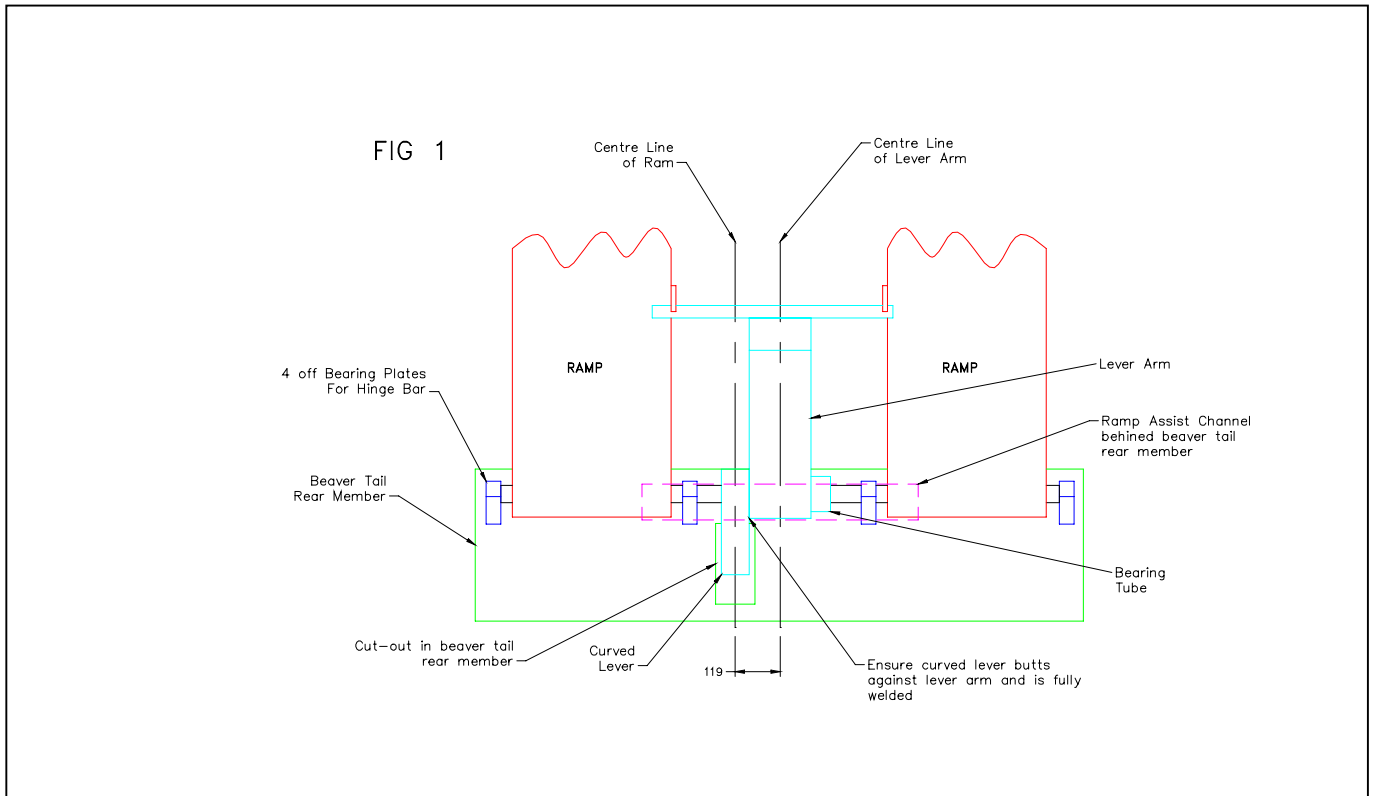 FIG 1
Centre Line
of Ram
Centre Line
of Lever Arm
RAMP
RAMP
4 off Bearing Plates
For Hinge Bar
Lever Arm
Ramp Assist Channel
behined beaver tail
rear member
Beaver Tail
Rear Member
Bearing
Tube
Cut-out in beaver tail
rear member
Curved
Lever
119
Ensure curved lever butts
against lever arm and is fully
welded